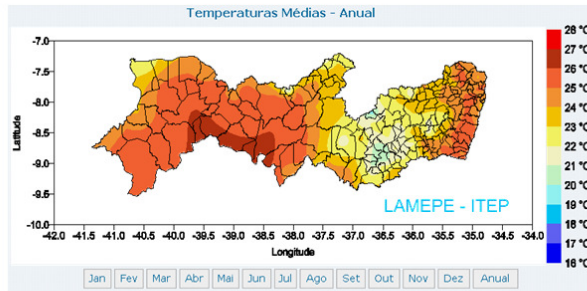 Temperaturas Médias - Anual
-7.0
-7.5
-8.0
-8.5
-9.0
-9.5
-10.0
Latitude
-42.0 -41.5 -41.0 -40.5 -40.0 -39.5 -39.0 -38.5 -38.0 -37.5 -37.0 -36.5 -36.0 -35.5 -35.0 -34.5 -34.0
Longitude
LAMEPE - ITEP
28 °C
27 °C
26 °C
25 °C
24 °C
23 °C
22 °C
21 °C
20 °C
19 °C
18 °C
17 °C
16 °C
Jan Fev Mar Abr Mai Jun Jul Ago Set Out Nov Dez Anual